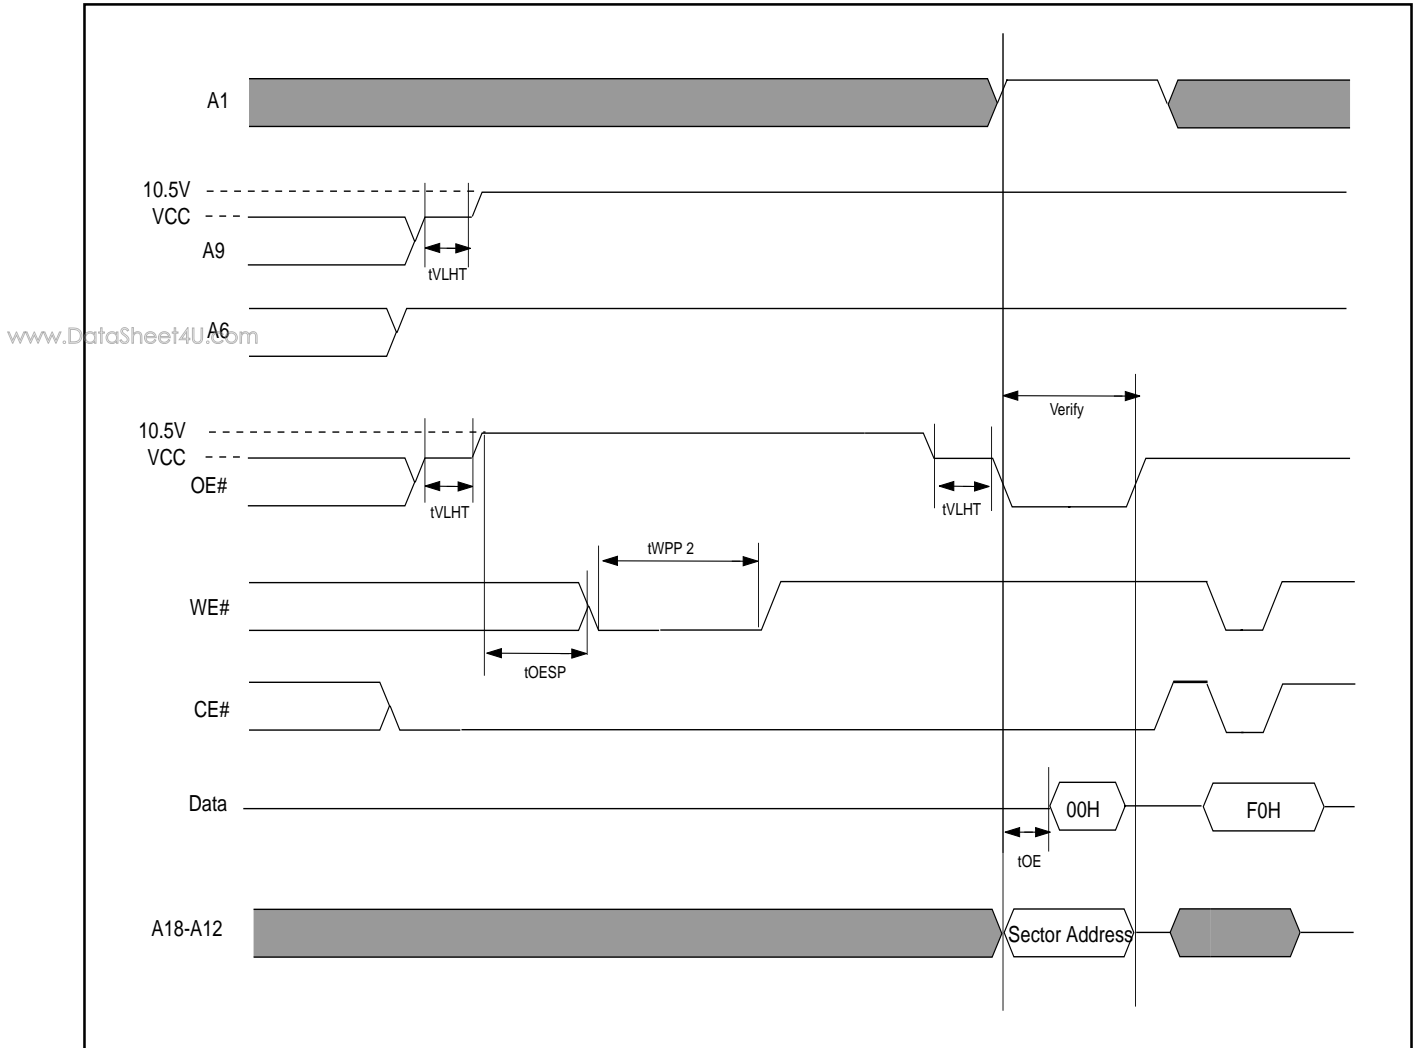 A1
10.5V
VCC
A9
tVLHT
www.DataSheet4U.com
A6
Verify
10.5V
VCC
OE#
tVLHT
tVLHT
tWPP 2
WE#
tOESP
CE#
Data
00H
F0H
tOE
A18-A12
Sector Address